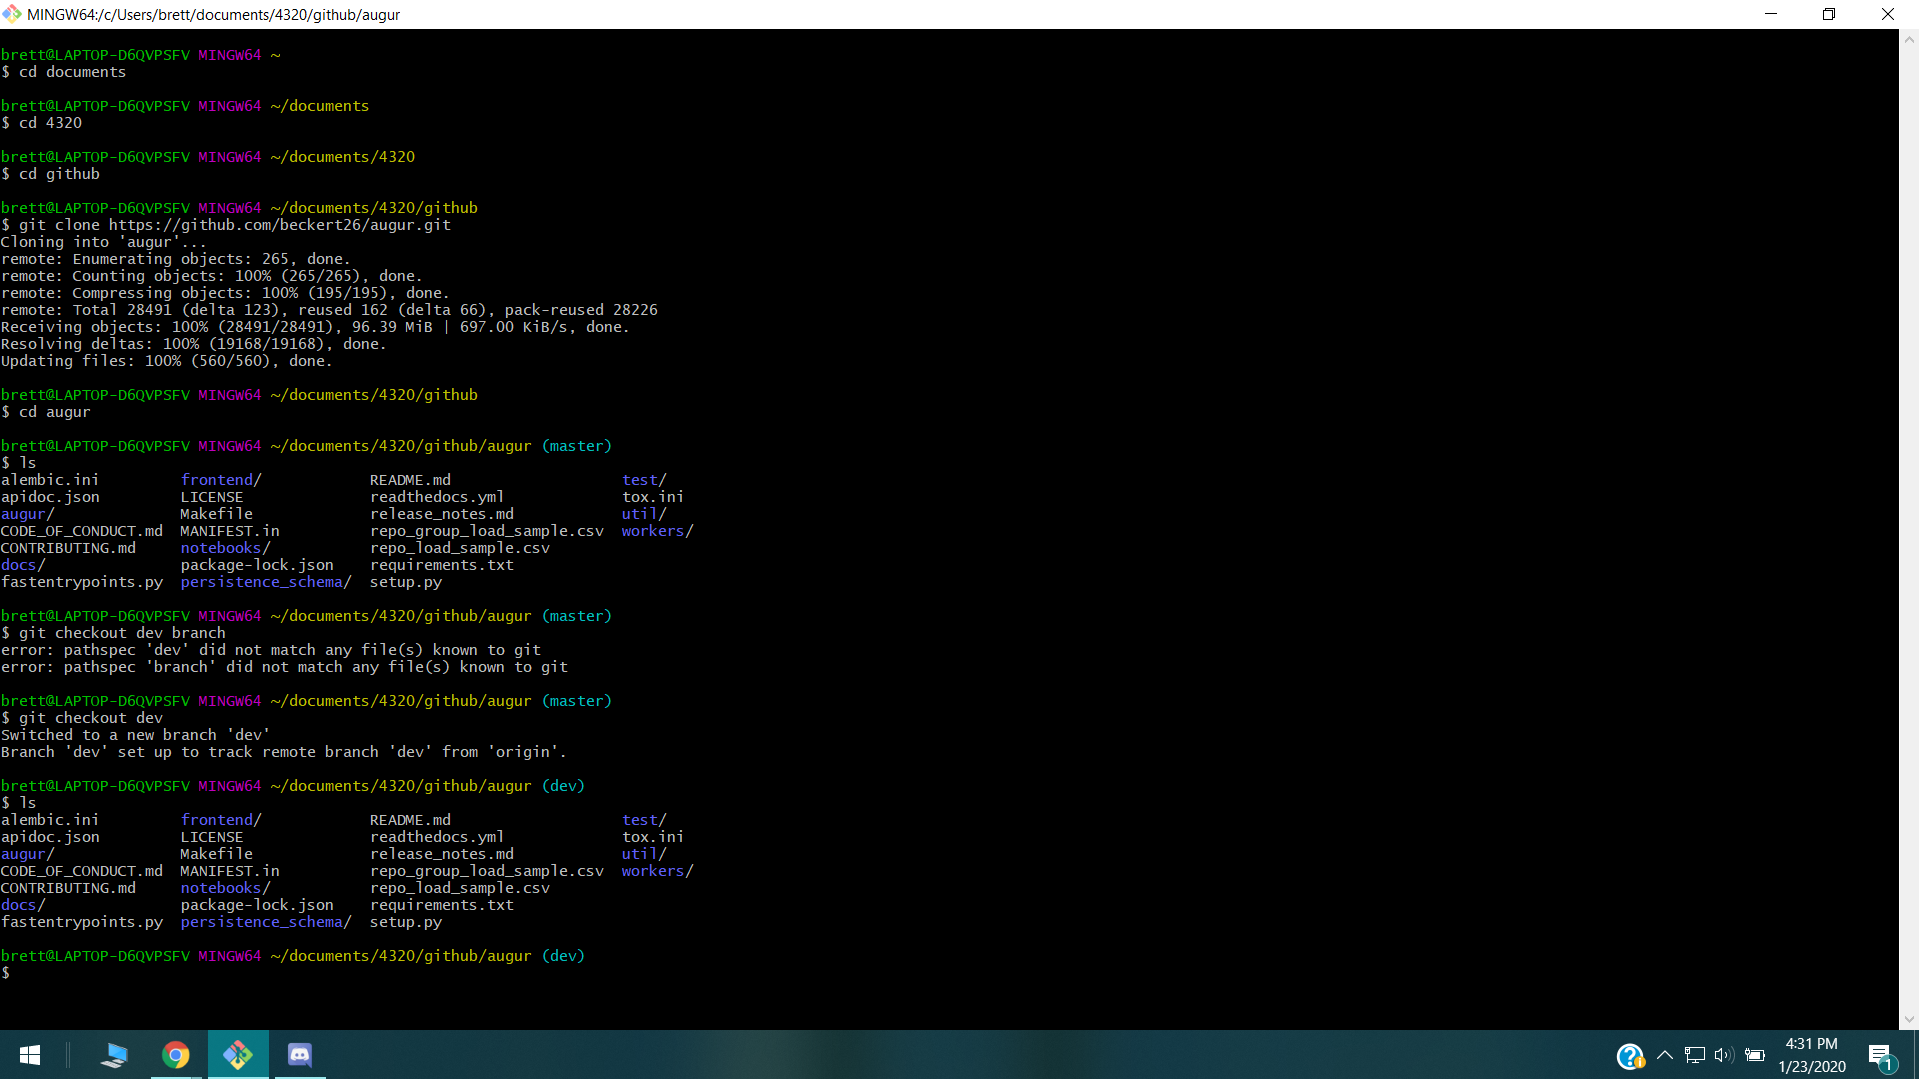 MINGW64:/c/Users/brett/documents/4320/github/augur
brett@LAPTOP-D6QVPSFV MINGW64 ~
$ cd documents
brett@LAPTOP-D6QVPSFV MINGW64 ~/documents
$ cd 4320
brett@LAPTOP-D6QVPSFV MINGW64 ~/documents/4320
$ cd github
brett@LAPTOP-D6QVPSFV MINGW64 ~/documents/4320/github
$ git clone https://github.com/beckert26/augur.git
Cloning into 'augur'...
remote: Enumerating objects: 265, done.
remote: Counting objects: 100% (265/265), done.
remote: Compressing objects: 100% (195/195), done.
remote: Total 28491 (delta 123), reused 162 (delta 66), pack-reused 28226
Receiving objects: 100% (28491/28491), 96.39 MiB | 697.00 KiB/s, done.
Resolving deltas: 100% (19168/19168), done.
Updating files: 100% (560/560), done.
brett@LAPTOP-D6QVPSFV MINGW64 ~/documents/4320/github
$ cd augur
brett@LAPTOP-D6QVPSFV MINGW64 ~/documents/4320/github/augur (master)
$ ls
alembic.ini frontend/ README.md test/
apidoc.json LICENSE readthedocs.yml tox.ini
augur/ Makefile release_notes.md util/
CODE_OF_CONDUCT.md MANIFEST.in repo_group_load_sample.csv workers/
CONTRIBUTING.md notebooks/ repo_load_sample.csv
docs/ package-lock.json requirements.txt
fastentrypoints.py persistence_schema/ setup.py
brett@LAPTOP-D6QVPSFV MINGW64 ~/documents/4320/github/augur (master)
$ git checkout dev branch
error: pathspec 'dev' did not match any file(s) known to git
error: pathspec 'branch' did not match any file(s) known to git
brett@LAPTOP-D6QVPSFV MINGW64 ~/documents/4320/github/augur (master)
$ git checkout dev
Switched to a new branch 'dev'
Branch 'dev' set up to track remote branch 'dev' from 'origin'.
brett@LAPTOP-D6QVPSFV MINGW64 ~/documents/4320/github/augur (dev)
$ ls
alembic.ini frontend/ README.md test/
apidoc.json LICENSE readthedocs.yml tox.ini
augur/ Makefile release_notes.md util/
CODE_OF_CONDUCT.md MANIFEST.in repo_group_load_sample.csv workers/
CONTRIBUTING.md notebooks/ repo_load_sample.csv
docs/ package-lock.json requirements.txt
fastentrypoints.py persistence_schema/ setup.py
brett@LAPTOP-D6QVPSFV MINGW64 ~/documents/4320/github/augur (dev)
$
4:31 PM
1/23/2020
1